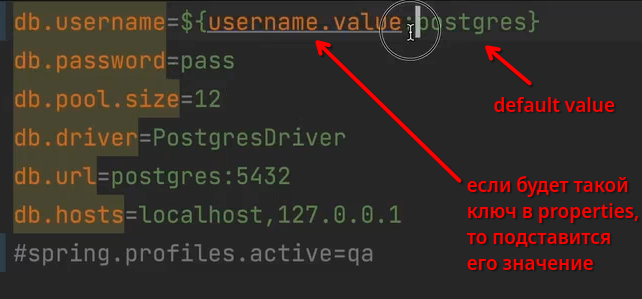 db.username=${username.value:postgres}
db.password=pass
db.pool.size=12
default value
db.driver=PostgresDriver
db.url=postgres:5432
db.hosts=localhost,127.0.0.1
#spring.profiles.active=qa
если будет такой
ключ в properties,
то подставится
его значение